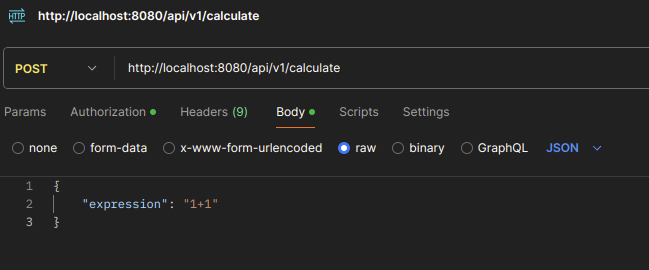 HTTP http://localhost:8080/api/v1/calculate
POST http://localhost:8080/api/v1/calculate
Params Authorization Headers (9) Body Scripts Settings
none form-data x-www-form-urlencoded raw binary GraphQL JSON
1 {
2 "expression": "1+1"
3 }